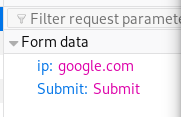 Filter request paramete
Form data
ip: google.com
Submit: Submit